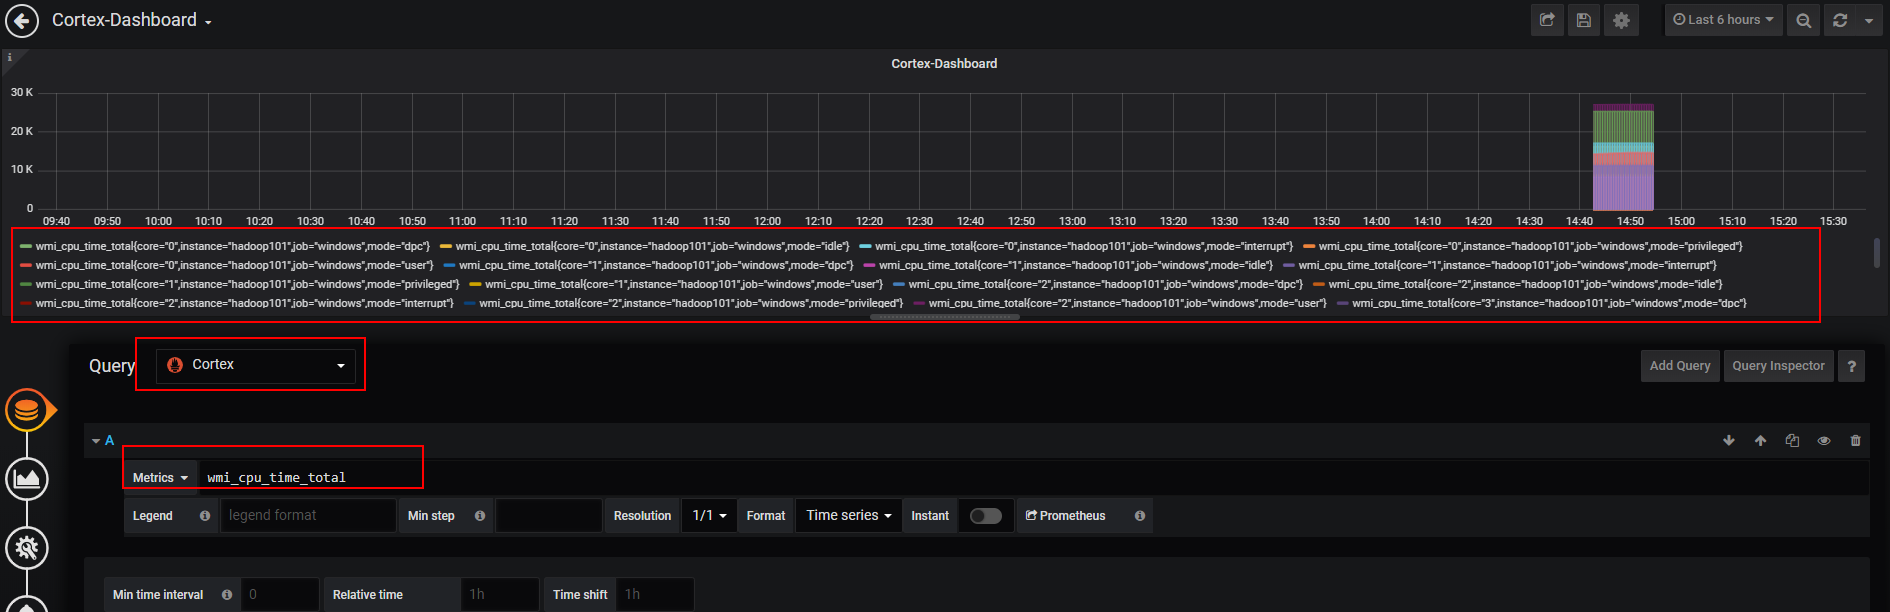 Cortex-Dashboard
Last 6 hours
i
Cortex-Dashboard
30 K
20 K
10 K
0
09:40 09:50 10:00 10:10 10:20 10:30 10:40 10:50 11:00 11:10 11:20 11:30 11:40 11:50 12:00 12:10 12:20 12:30 12:40 12:50 13:00 13:10 13:20 13:30 13:40 13:50 14:00 14:10 14:20 14:30 14:40 14:50 15:00 15:10 15:20 15:30
wmi_cpu_time_total{core="0",instance="hadoop101",job="windows",mode="dpc"} wmi_cpu_time_total{core="0",instance="hadoop101",job="windows",mode="idle"} wmi_cpu_time_total{core="0",instance="hadoop101",job="windows",mode="interrupt"} wmi_cpu_time_total{core="0",instance="hadoop101",job="windows",mode="privileged"}
wmi_cpu_time_total{core="0",instance="hadoop101",job="windows",mode="user"} wmi_cpu_time_total{core="1",instance="hadoop101",job="windows",mode="dpc"} wmi_cpu_time_total{core="1",instance="hadoop101",job="windows",mode="idle"} wmi_cpu_time_total{core="1",instance="hadoop101",job="windows",mode="interrupt"}
wmi_cpu_time_total{core="1",instance="hadoop101",job="windows",mode="privileged"} wmi_cpu_time_total{core="1",instance="hadoop101",job="windows",mode="user"} wmi_cpu_time_total{core="2",instance="hadoop101",job="windows",mode="dpc"} wmi_cpu_time_total{core="2",instance="hadoop101",job="windows",mode="idle"}
wmi_cpu_time_total{core="2",instance="hadoop101",job="windows",mode="interrupt"} wmi_cpu_time_total{core="2",instance="hadoop101",job="windows",mode="privileged"} wmi_cpu_time_total{core="2",instance="hadoop101",job="windows",mode="user"} wmi_cpu_time_total{core="3",instance="hadoop101",job="windows",mode="dpc"}
Query Cortex Add Query Query Inspector ?
A
Metrics wmi_cpu_time_total
Legend legend format Min step Resolution 1/1 Format Time series Instant Prometheus
Min time interval 0 Relative time 1h Time shift 1h